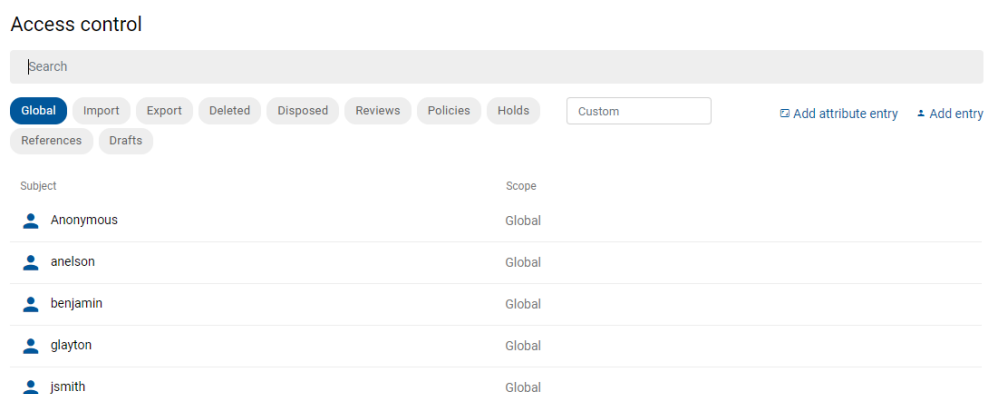 Access control
Search
Global Import Export Deleted Disposed Reviews Policies Holds Custom Add attribute entry Add entry
References Drafts
Subject Scope
Anonymous Global
anelson Global
benjamin Global
glayton Global
jsmith Global